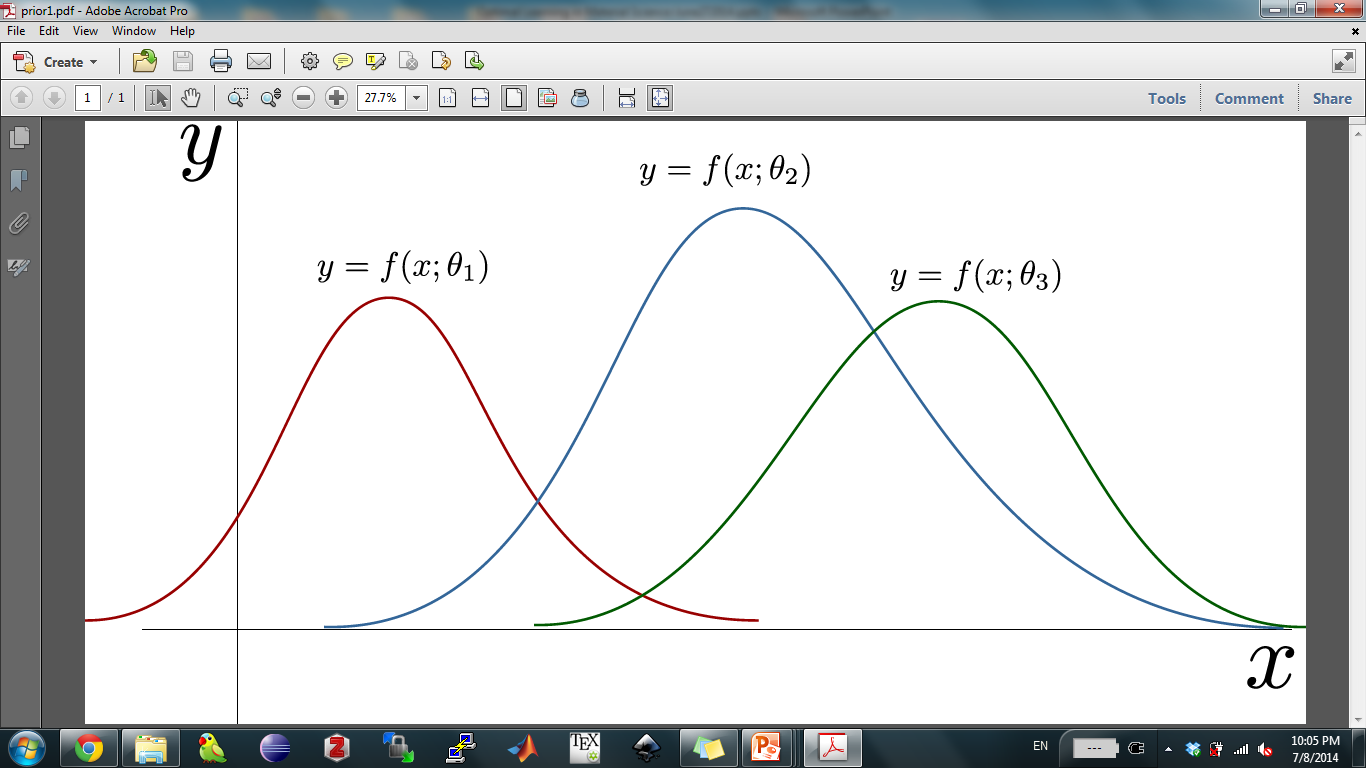 prior1.pdf - Adobe Acrobat Pro
File Edit View Window Help
Create
1 / 1 27.7% Tools Comment Share
y
y = f(x; θ₂)
y = f(x; θ₁)
y = f(x; θ₃)
x
TEX
EN
10:05 PM
7/8/2014